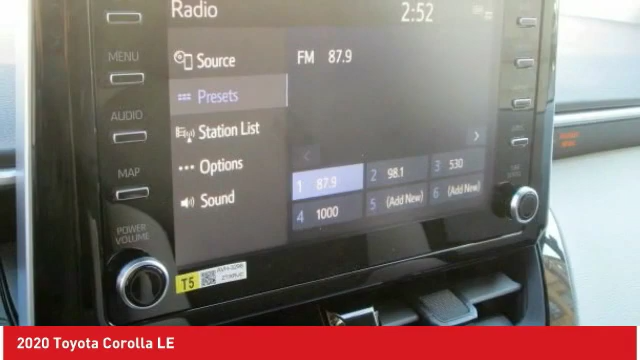 Radio
2:52
MENU
Source
FM 87.9
Presets
AUDIO
Station List
MAP
Options
1 87.9
2 98.1
3 530
Sound
4 1000
5 (Add New)
6 (Add New)
POWER
VOLUME
T5
2020 Toyota Corolla LE